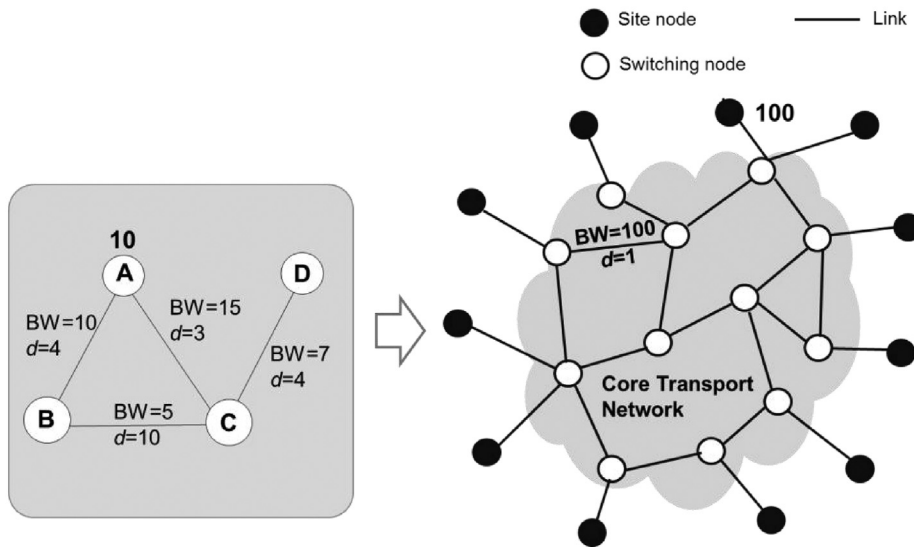 Site node
Link
Switching node
100
10
A
D
BW=10
d=4
BW=15
d=3
BW=7
d=4
B
BW=5
d=10
C
BW=100
d=1
Core Transport
Network